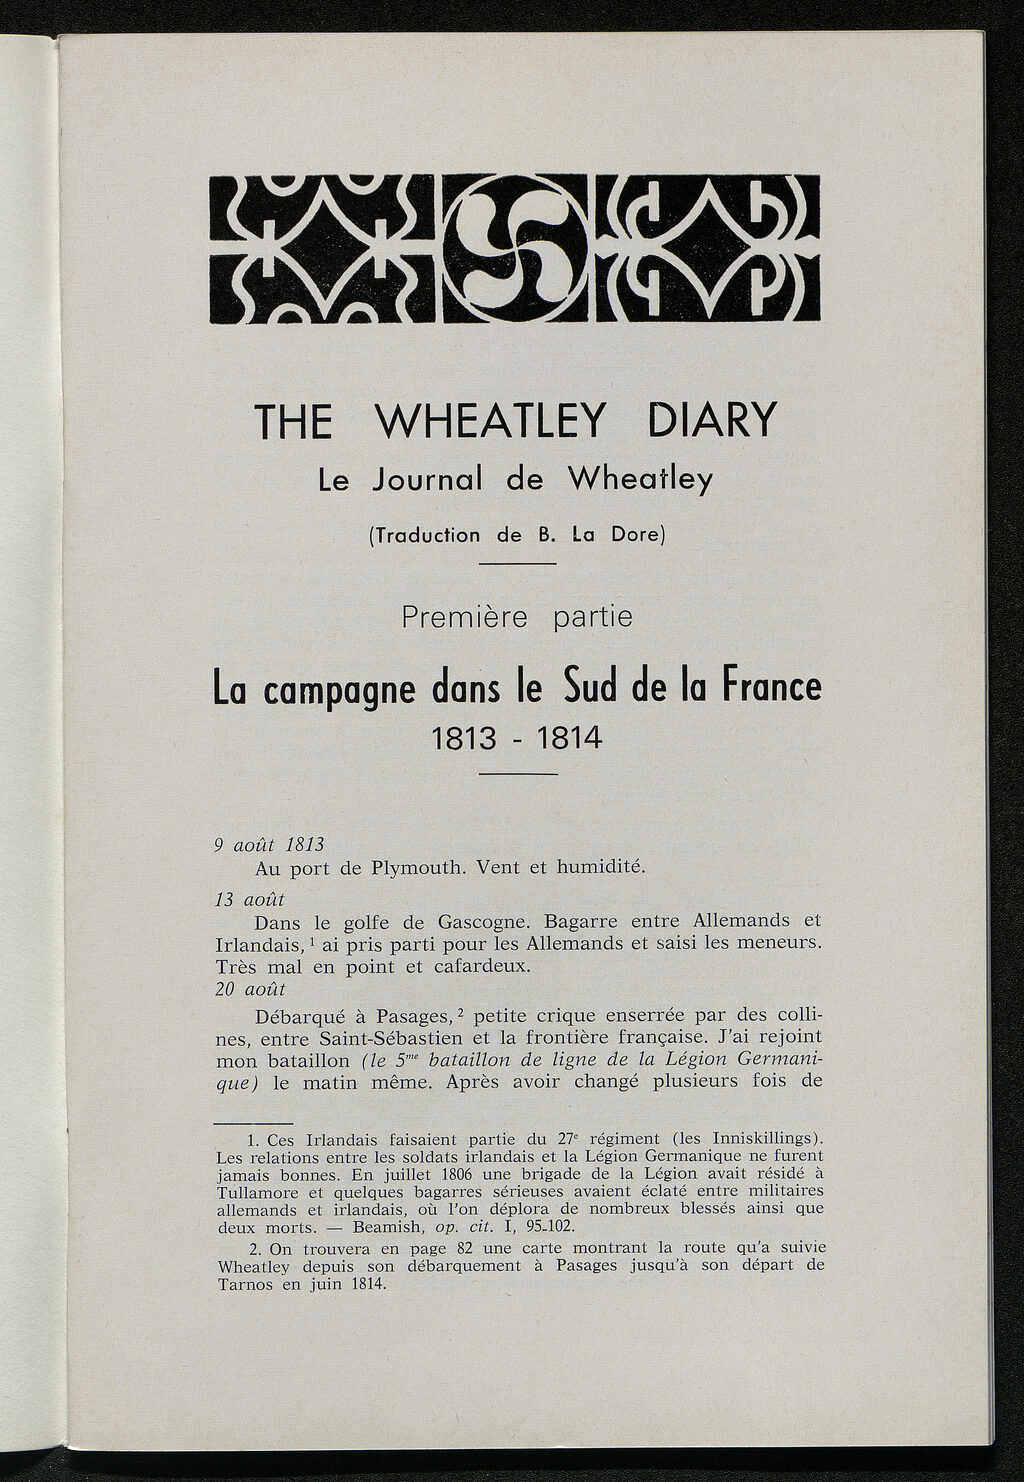 THE WHEATLEY DIARY
Le Journal de Wheatley
(Traduction de B. La Dore)
Première partie
La campagne dans le Sud de la France
1813 - 1814
9 août 1813
Au port de Plymouth. Vent et humidité.
13 août
Dans le golfe de Gascogne. Bagarre entre Allemands et
Irlandais, ¹ ai pris parti pour les Allemands et saisi les meneurs.
Très mal en point et cafardeux.
20 août
Débarqué à Pasages, ² petite crique enserrée par des colli-
nes, entre Saint-Sébastien et la frontière française. J'ai rejoint
mon bataillon (le 5ᵐᵉ bataillon de ligne de la Légion Germani-
que) le matin même. Après avoir changé plusieurs fois de
1. Ces Irlandais faisaient partie du 27ᵉ régiment (les Inniskillings).
Les relations entre les soldats irlandais et la Légion Germanique ne furent
jamais bonnes. En juillet 1806 une brigade de la Légion avait résidé à
Tullamore et quelques bagarres sérieuses avaient éclaté entre militaires
allemands et irlandais, où l'on déplora de nombreux blessés ainsi que
deux morts. — Beamish, op. cit. I, 95-102.
2. On trouvera en page 82 une carte montrant la route qu'a suivie
Wheatley depuis son débarquement à Pasages jusqu'à son départ de
Tarnos en juin 1814.